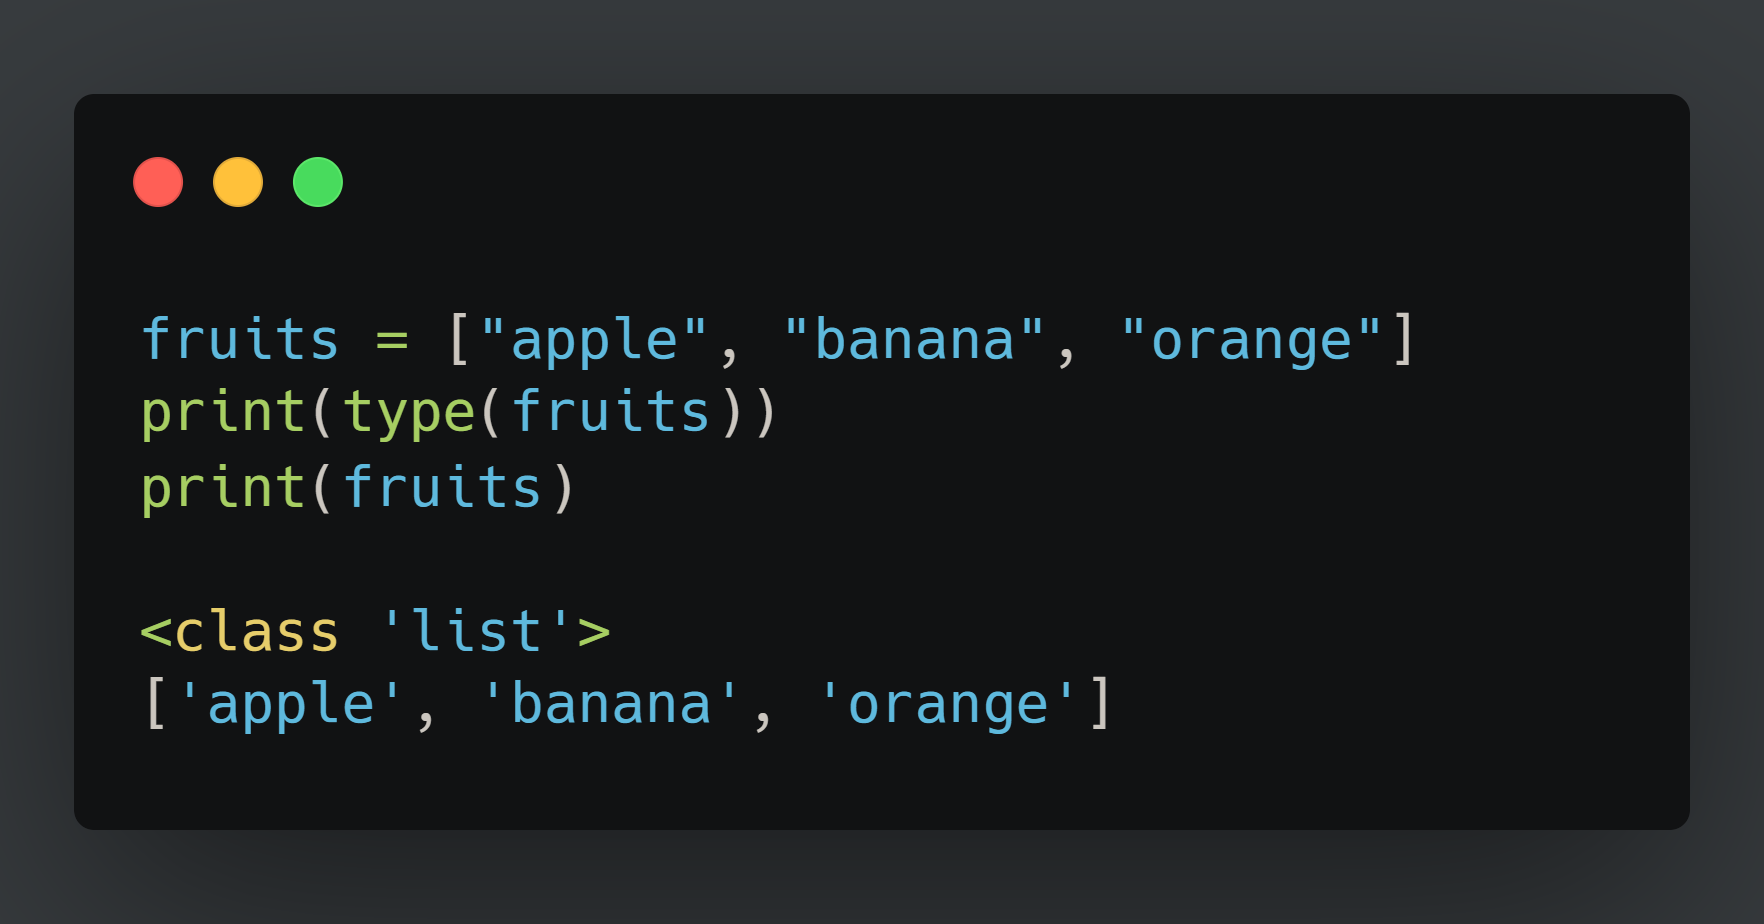 fruits = ["apple", "banana", "orange"]
print(type(fruits))
print(fruits)
<class 'list'>
['apple', 'banana', 'orange']